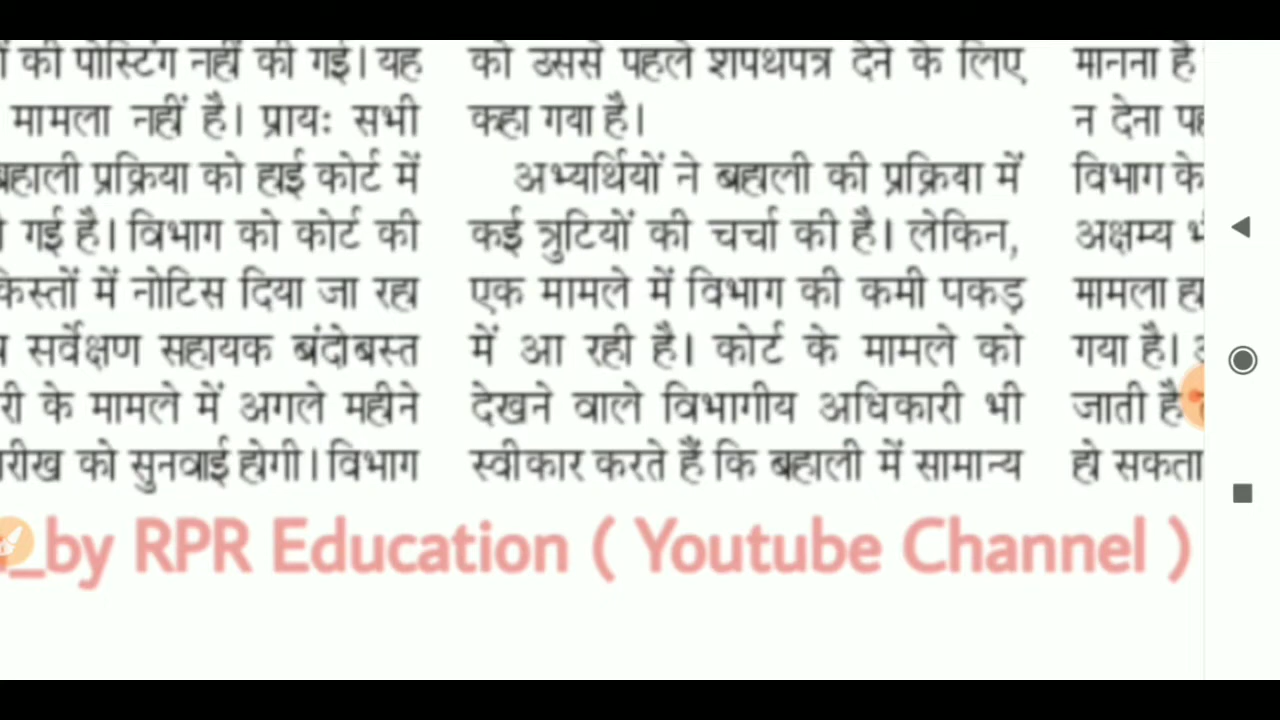 की पोस्टिंग नहीं की गई। यह
मामला नहीं है। प्रायः सभी
बहाली प्रक्रिया को हाई कोर्ट में
गई है। विभाग को कोर्ट की
किस्तों में नोटिस दिया जा रहा
सर्वेक्षण सहायक बंदोबस्त
के मामले में अगले महीने
को सुनवाई होगी। विभाग
को उससे पहले शपथपत्र देने के लिए
कहा गया है।
अभ्यर्थियों ने बहाली की प्रक्रिया में
कई त्रुटियों की चर्चा की है। लेकिन,
एक मामले में विभाग की कमी पकड़
में आ रही है। कोर्ट के मामले को
देखने वाले विभागीय अधिकारी भी
स्वीकार करते हैं कि बहाली में सामान्य
मानना है
न देना
विभाग के
अक्षम्य
मामला
गया है।
जाती है
हो सकता
by RPR Education ( Youtube Channel )